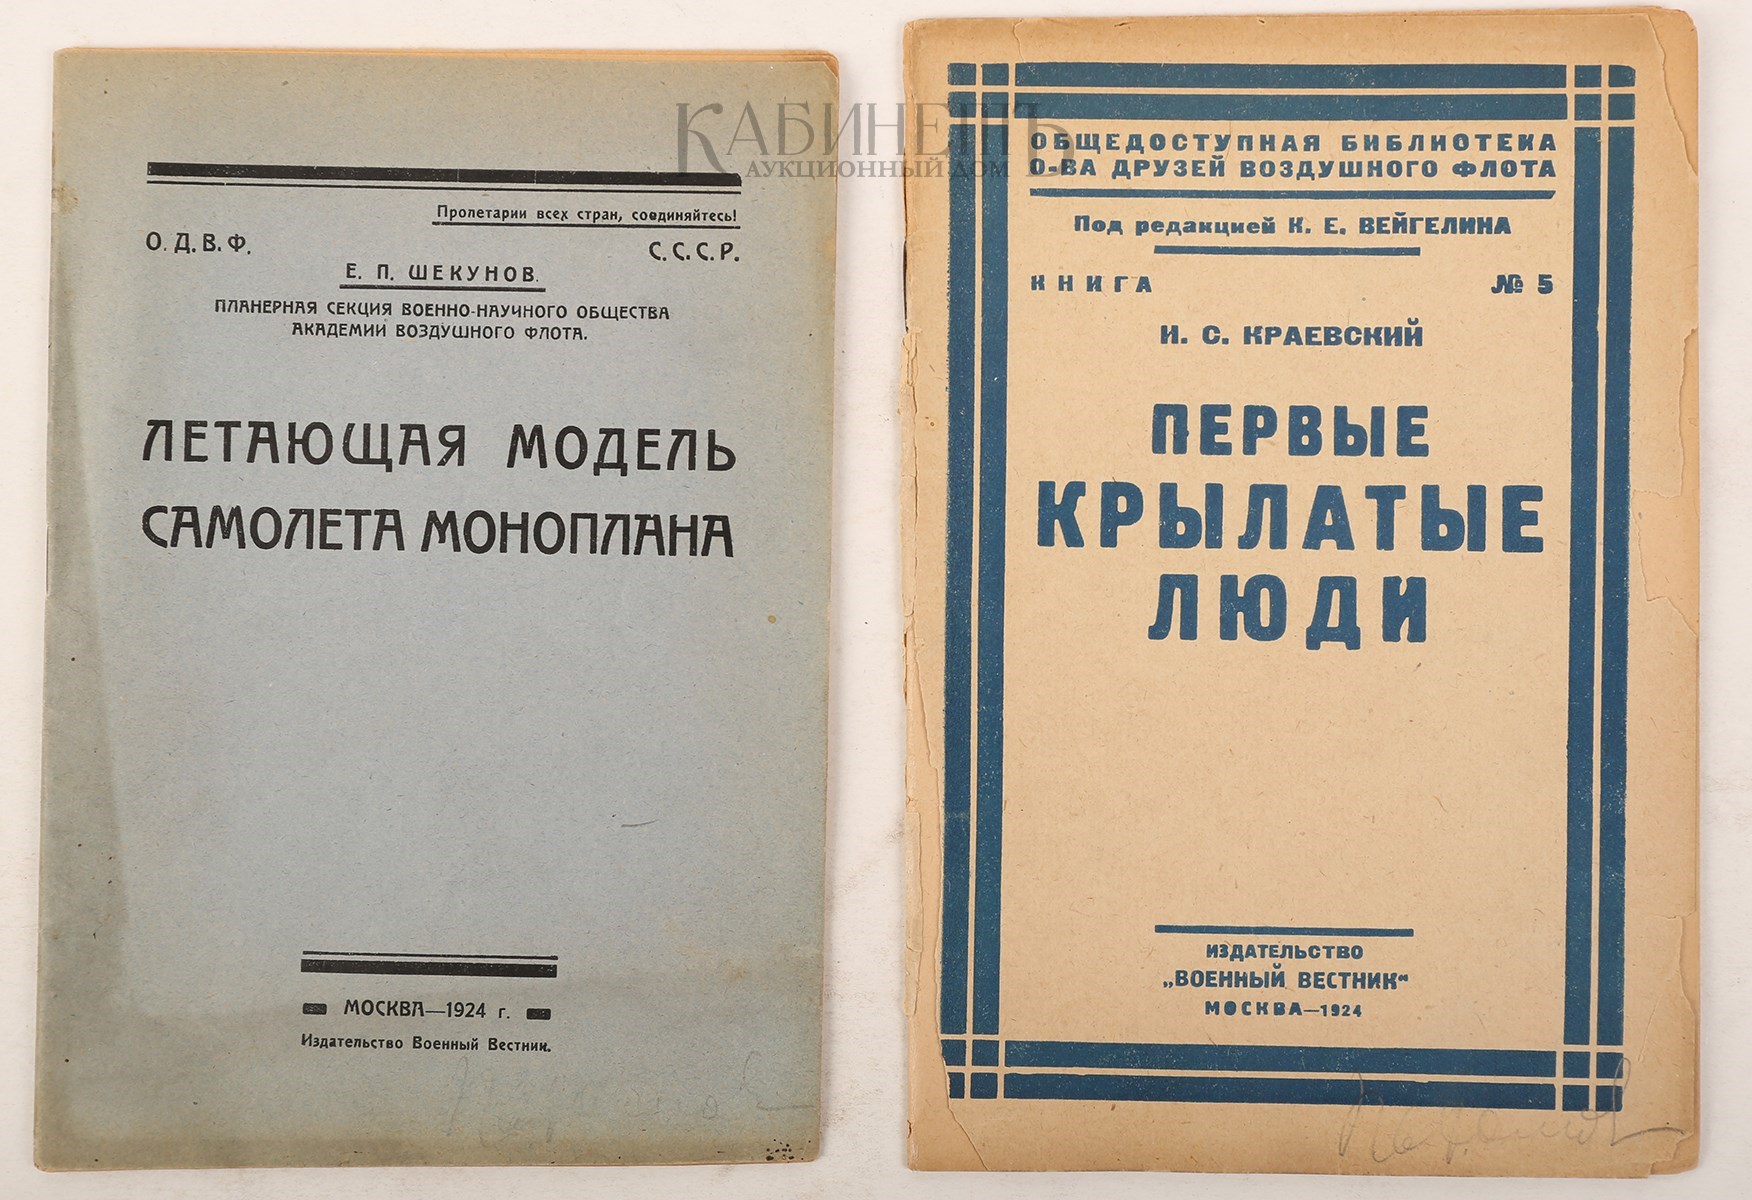 КАБИНЕТЪ
АУКЦИОННЫЙ ДОМ
Пролетарии всех стран, соединяйтесь!
О. Д. В. Ф.
С. С. С. Р.
Е. П. ШЕКУНОВ.
ПЛАНЕРНАЯ СЕКЦИЯ ВОЕННО-НАУЧНОГО ОБЩЕСТВА
АКАДЕМИИ ВОЗДУШНОГО ФЛОТА.
ЛЕТАЮЩАЯ МОДЕЛЬ
САМОЛЕТА МОНОПЛАНА
МОСКВА—1924 г.
Издательство Военный Вестник.
ОБЩЕДОСТУПНАЯ БИБЛИОТЕКА
О-ВА ДРУЗЕЙ ВОЗДУШНОГО ФЛОТА
Под редакцией К. Е. ВЕЙГЕЛИНА
КНИГА № 5
И. С. КРАЕВСКИЙ
ПЕРВЫЕ
КРЫЛАТЫЕ
ЛЮДИ
ИЗДАТЕЛЬСТВО
„ВОЕННЫЙ ВЕСТНИК“
МОСКВА—1924